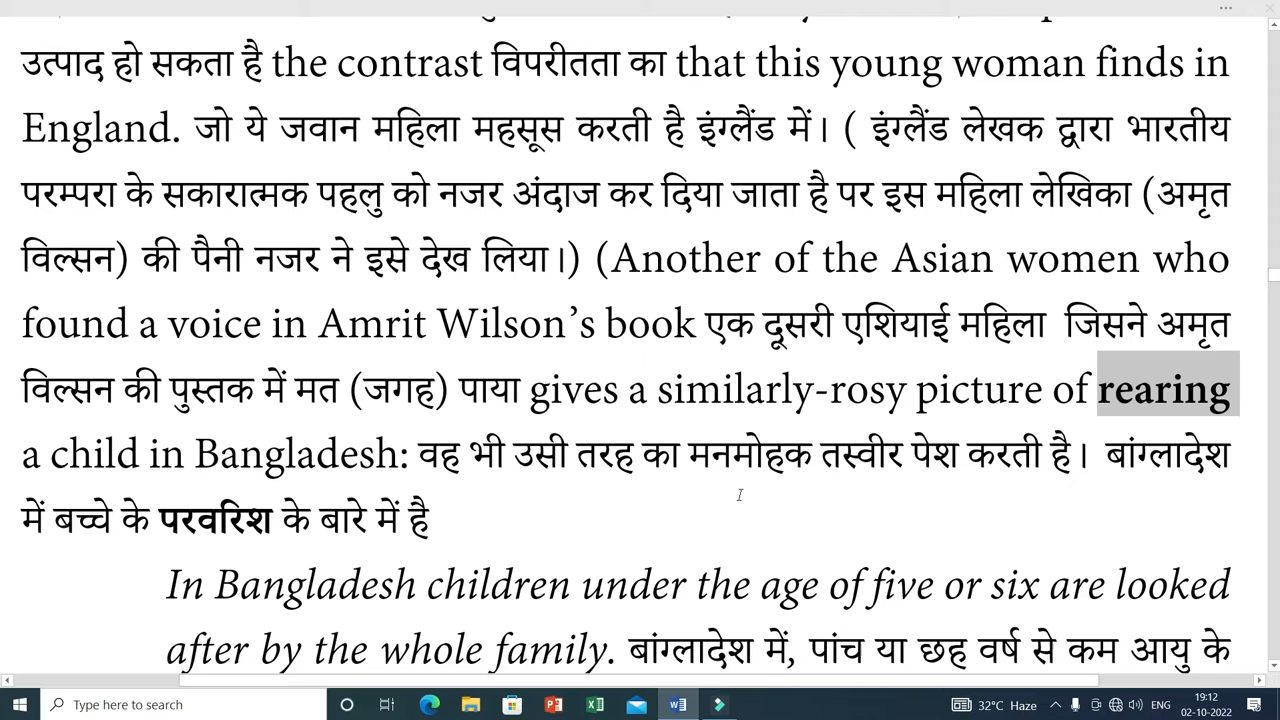 उत्पाद हो सकता है the contrast विपरीतता का that this young woman finds in
England. जो ये जवान महिला महसूस करती है इंग्लैंड में। ( इंग्लैंड लेखक द्वारा भारतीय
परम्परा के सकारात्मक पहलु को नजर अंदाज कर दिया जाता है पर इस महिला लेखिका (अमृत
विल्सन) की पैनी नजर ने इसे देख लिया।) (Another of the Asian women who
found a voice in Amrit Wilson’s book एक दूसरी एशियाई महिला जिसने अमृत
विल्सन की पुस्तक में मत (जगह) पाया gives a similarly-rosy picture of rearing
a child in Bangladesh: वह भी उसी तरह का मनमोहक तस्वीर पेश करती है। बांग्लादेश
में बच्चे के परवरिश के बारे में है
In Bangladesh children under the age of five or six are looked
after by the whole family. बांग्लादेश में, पांच या छह वर्ष से कम आयु के
Type here to search
32°C Haze
ENG
19:12
02-10-2022